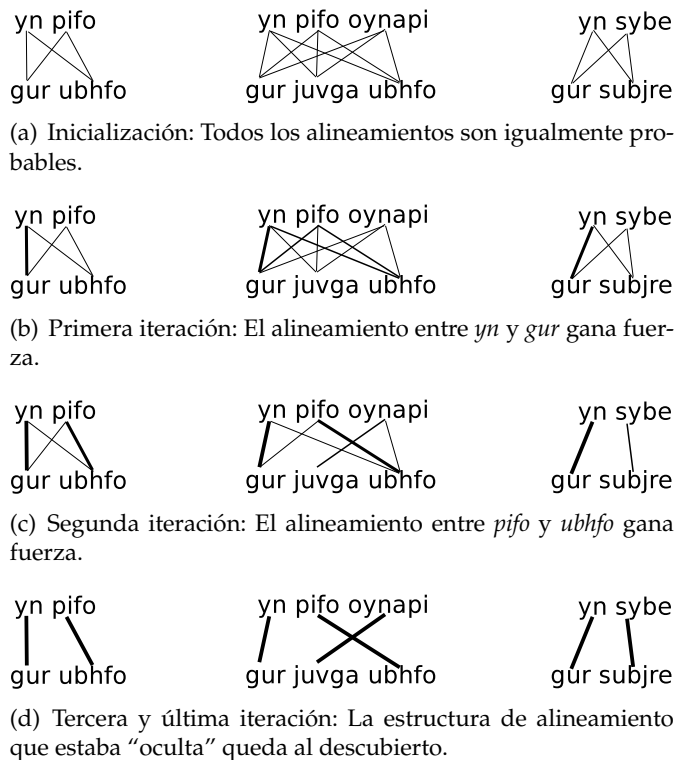 yn pifo yn pifo oynapi yn sybe
gur ubhfo gur juvga ubhfo gur subjre
(a) Inicialización: Todos los alineamientos son igualmente pro-
bables.
yn pifo yn pifo oynapi yn sybe
gur ubhfo gur juvga ubhfo gur subjre
(b) Primera iteración: El alineamiento entre yn y gur gana fuer-
za.
yn pifo yn pifo oynapi yn sybe
gur ubhfo gur juvga ubhfo gur subjre
(c) Segunda iteración: El alineamiento entre pifo y ubhfo gana
fuerza.
yn pifo yn pifo oynapi yn sybe
gur ubhfo gur juvga ubhfo gur subjre
(d) Tercera y última iteración: La estructura de alineamiento
que estaba “oculta” queda al descubierto.